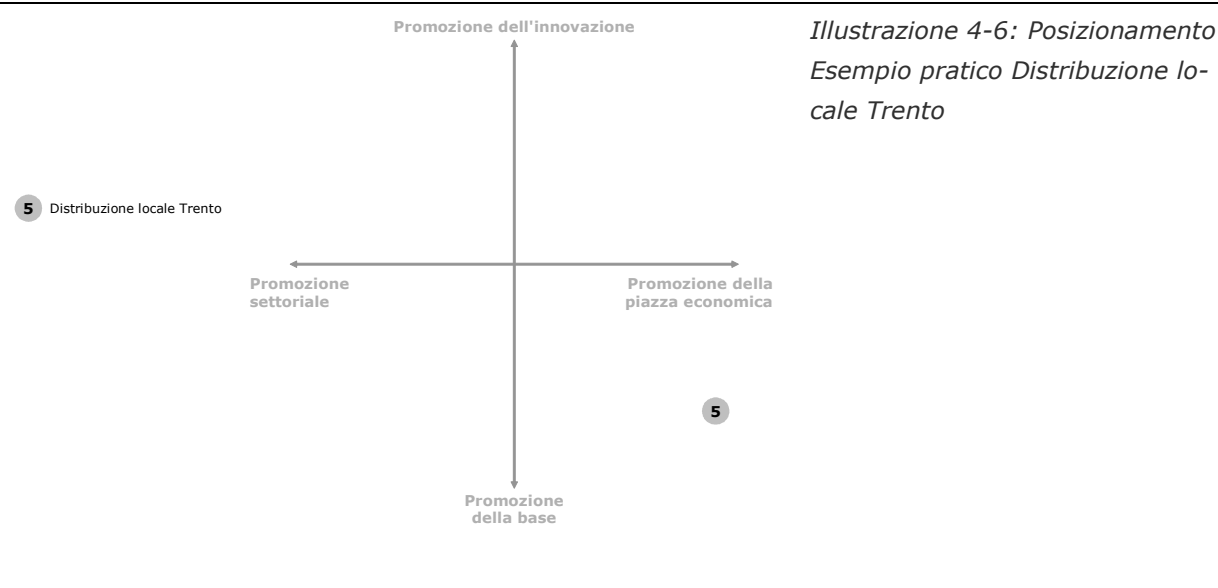 Promozione dell'innovazione
Illustrazione 4-6: Posizionamento
Esempio pratico Distribuzione lo-
cale Trento
5 Distribuzione locale Trento
Promozione
settoriale
Promozione della
piazza economica
5
Promozione
della base